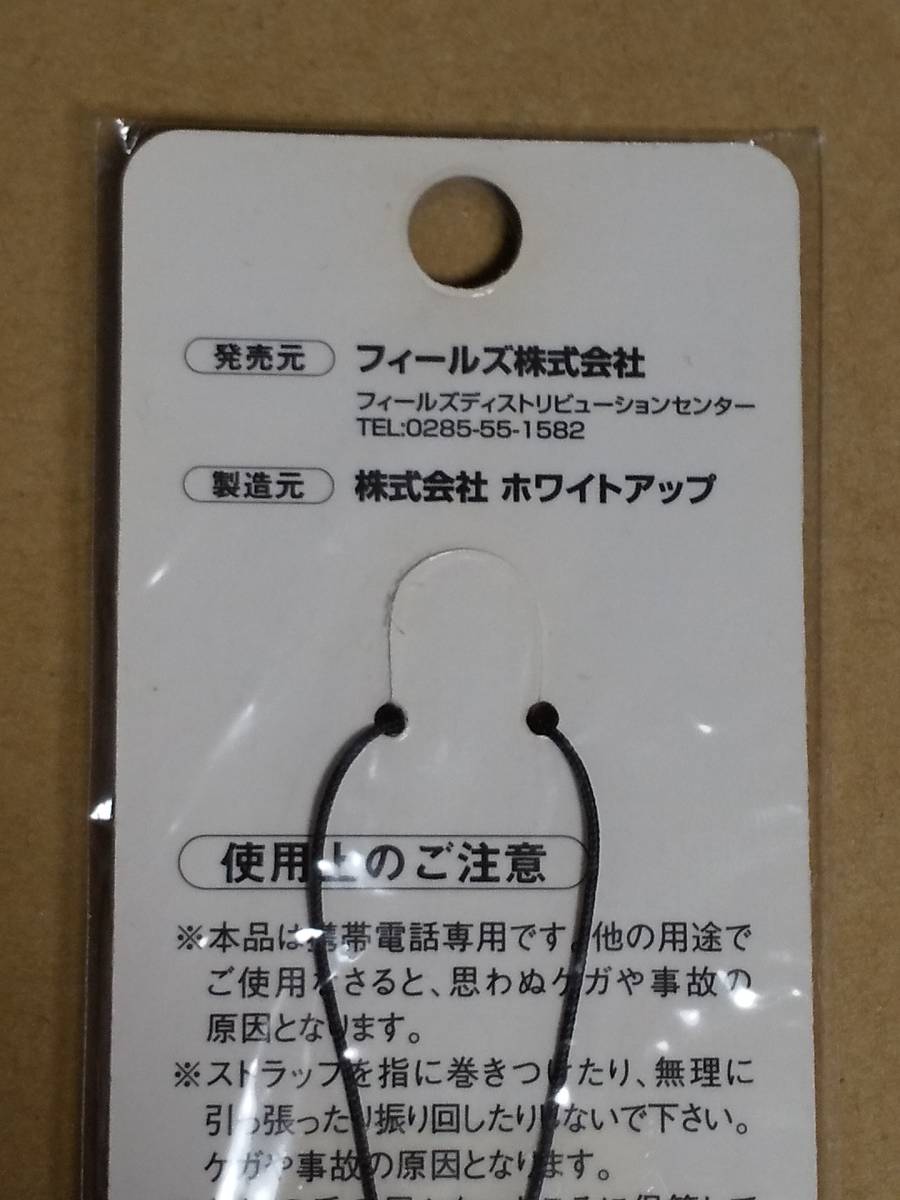 発売元 フィールズ株式会社
フィールズディストリビューションセンター
TEL:0285-55-1582
製造元 株式会社 ホワイトアップ
使用上のご注意
※本品は携帯電話専用です。他の用途で
ご使用なさると、思わぬケガや事故の
原因となります。
※ストラップを指に巻きつけたり、無理に
引っ張ったり振り回したりしないで下さい。
ケガや事故の原因となります。